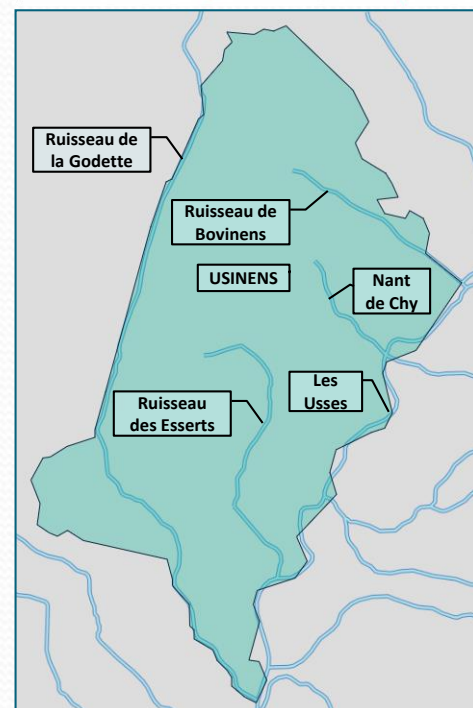 Ruisseau de
la Godette
Ruisseau de
Bovinens
USINENS
Nant
de Chy
Les
Usses
Ruisseau
des Esserts